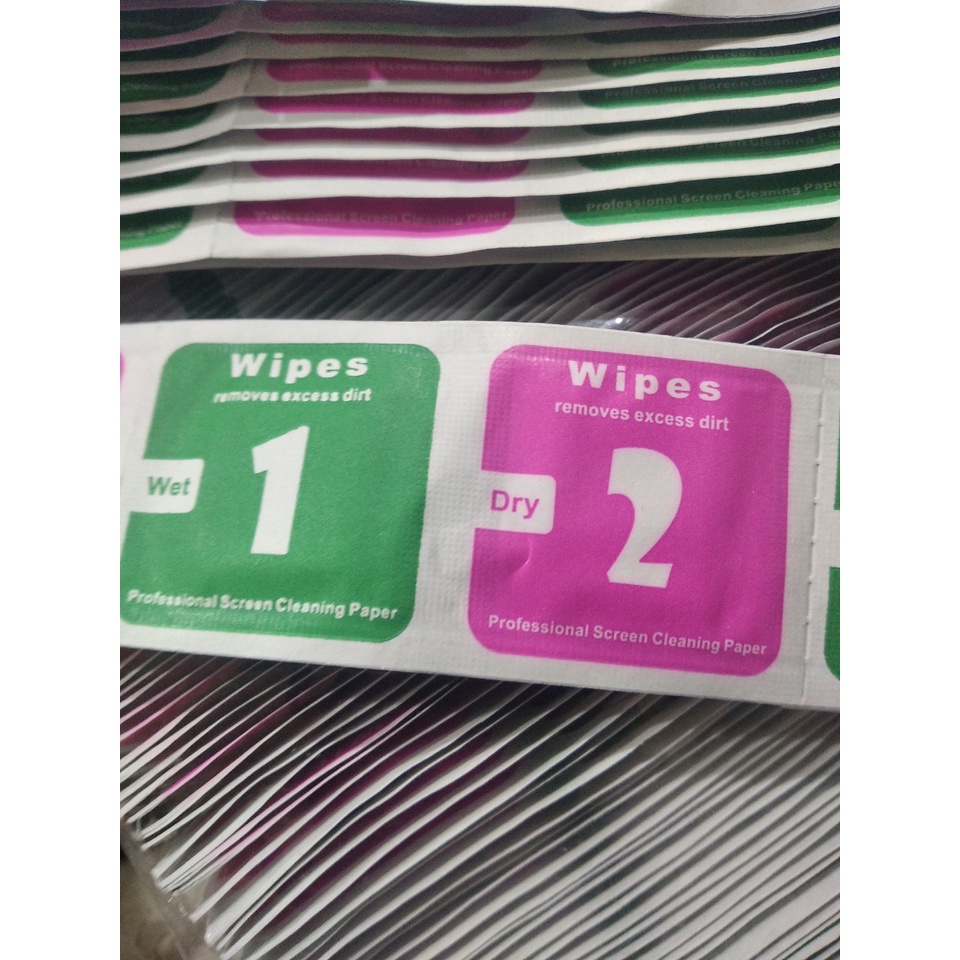 Professional Screen Cleaning Paper
Professional Screen Cleaning Paper
Wipes
removes excess dirt
Wet
1
Professional Screen Cleaning Paper
Wipes
removes excess dirt
Dry
2
Professional Screen Cleaning Paper